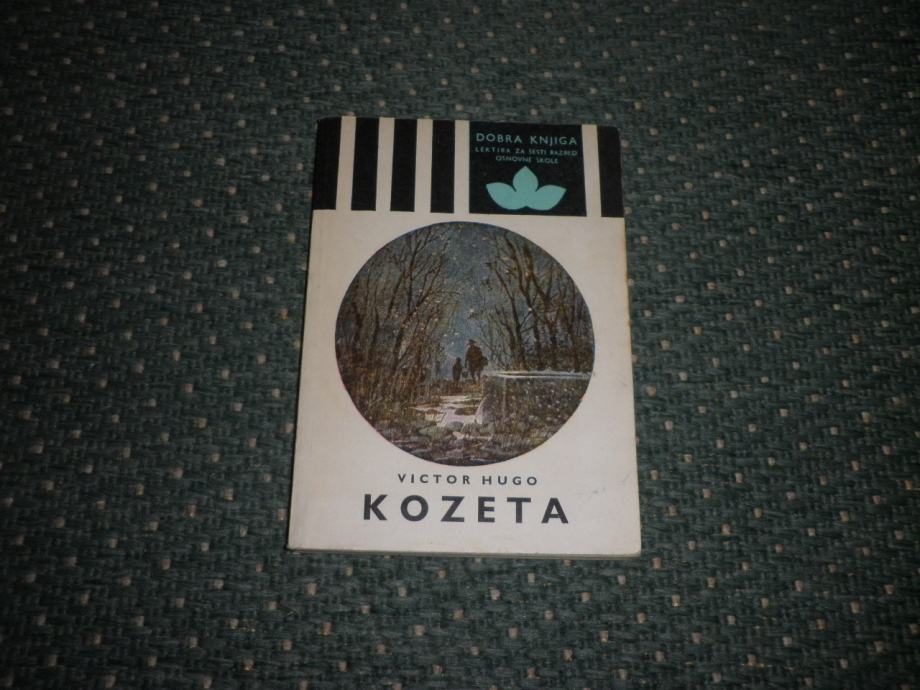 DOBRA KNJIGA
LEKTIRA ZA ŠESTI RAZRED
OSNOVNE ŠKOLE
VICTOR HUGO
KOZETA